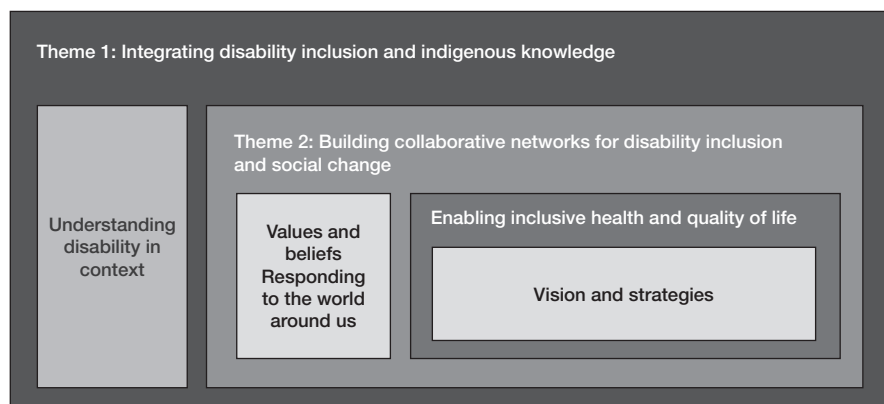 Theme 1: Integrating disability inclusion and indigenous knowledge
Understanding
disability in
context
Theme 2: Building collaborative networks for disability inclusion
and social change
Values and
beliefs
Responding
to the world
around us
Enabling inclusive health and quality of life
Vision and strategies